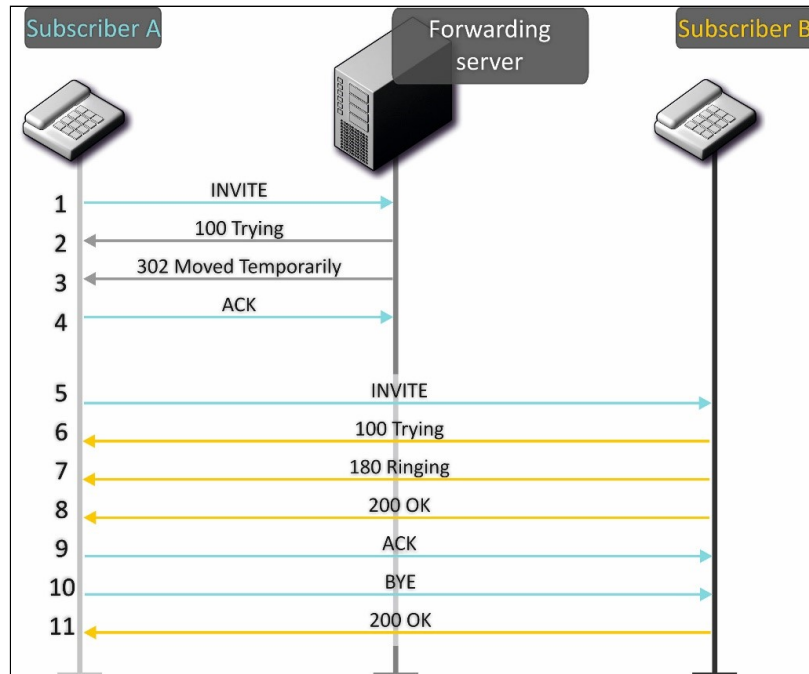 Subscriber A
Forwarding
server
Subscriber B
1
INVITE
2
100 Trying
3
302 Moved Temporarily
4
ACK
5
INVITE
6
100 Trying
7
180 Ringing
8
200 OK
9
ACK
10
BYE
11
200 OK